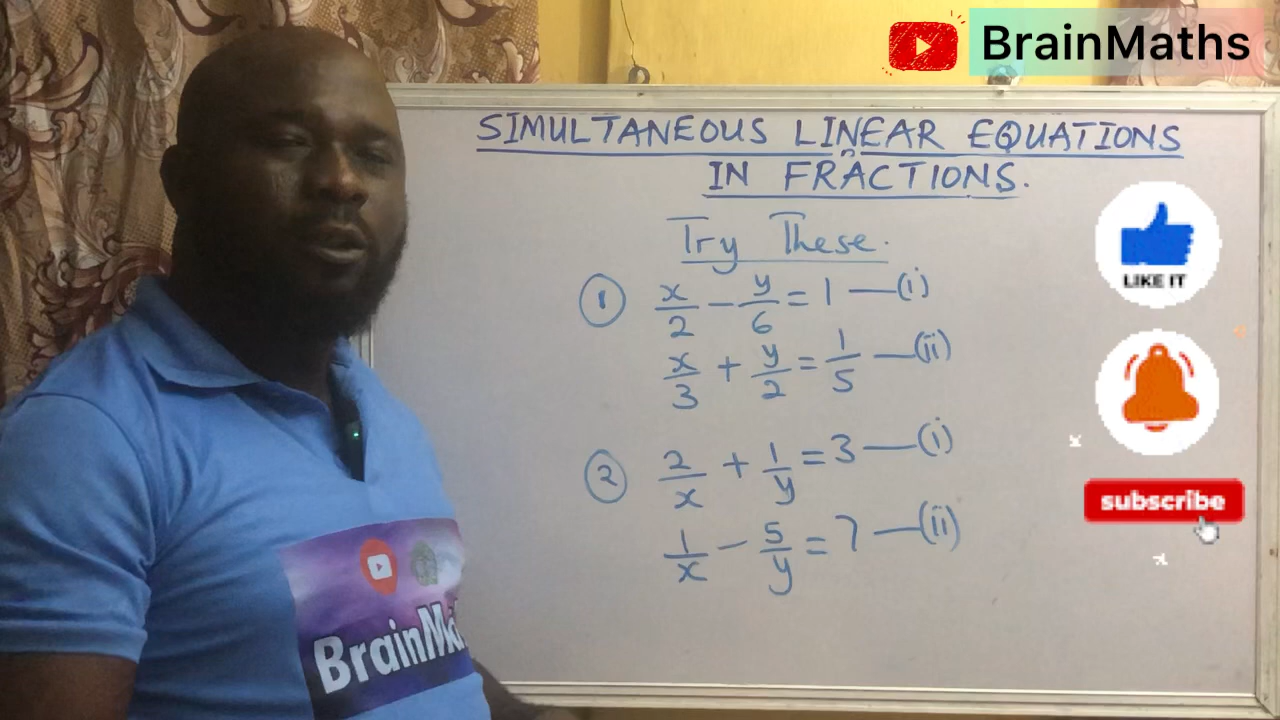 BrainMaths
SIMULTANEOUS LINEAR EQUATIONS
IN FRACTIONS.
Try These.
① x/2 − y/6 = 1 —(i)
x/3 + y/2 = 1/5 —(ii)
② 2/x + 1/y = 3 —(i)
1/x − 5/y = 7 —(ii)
LIKE IT
subscribe